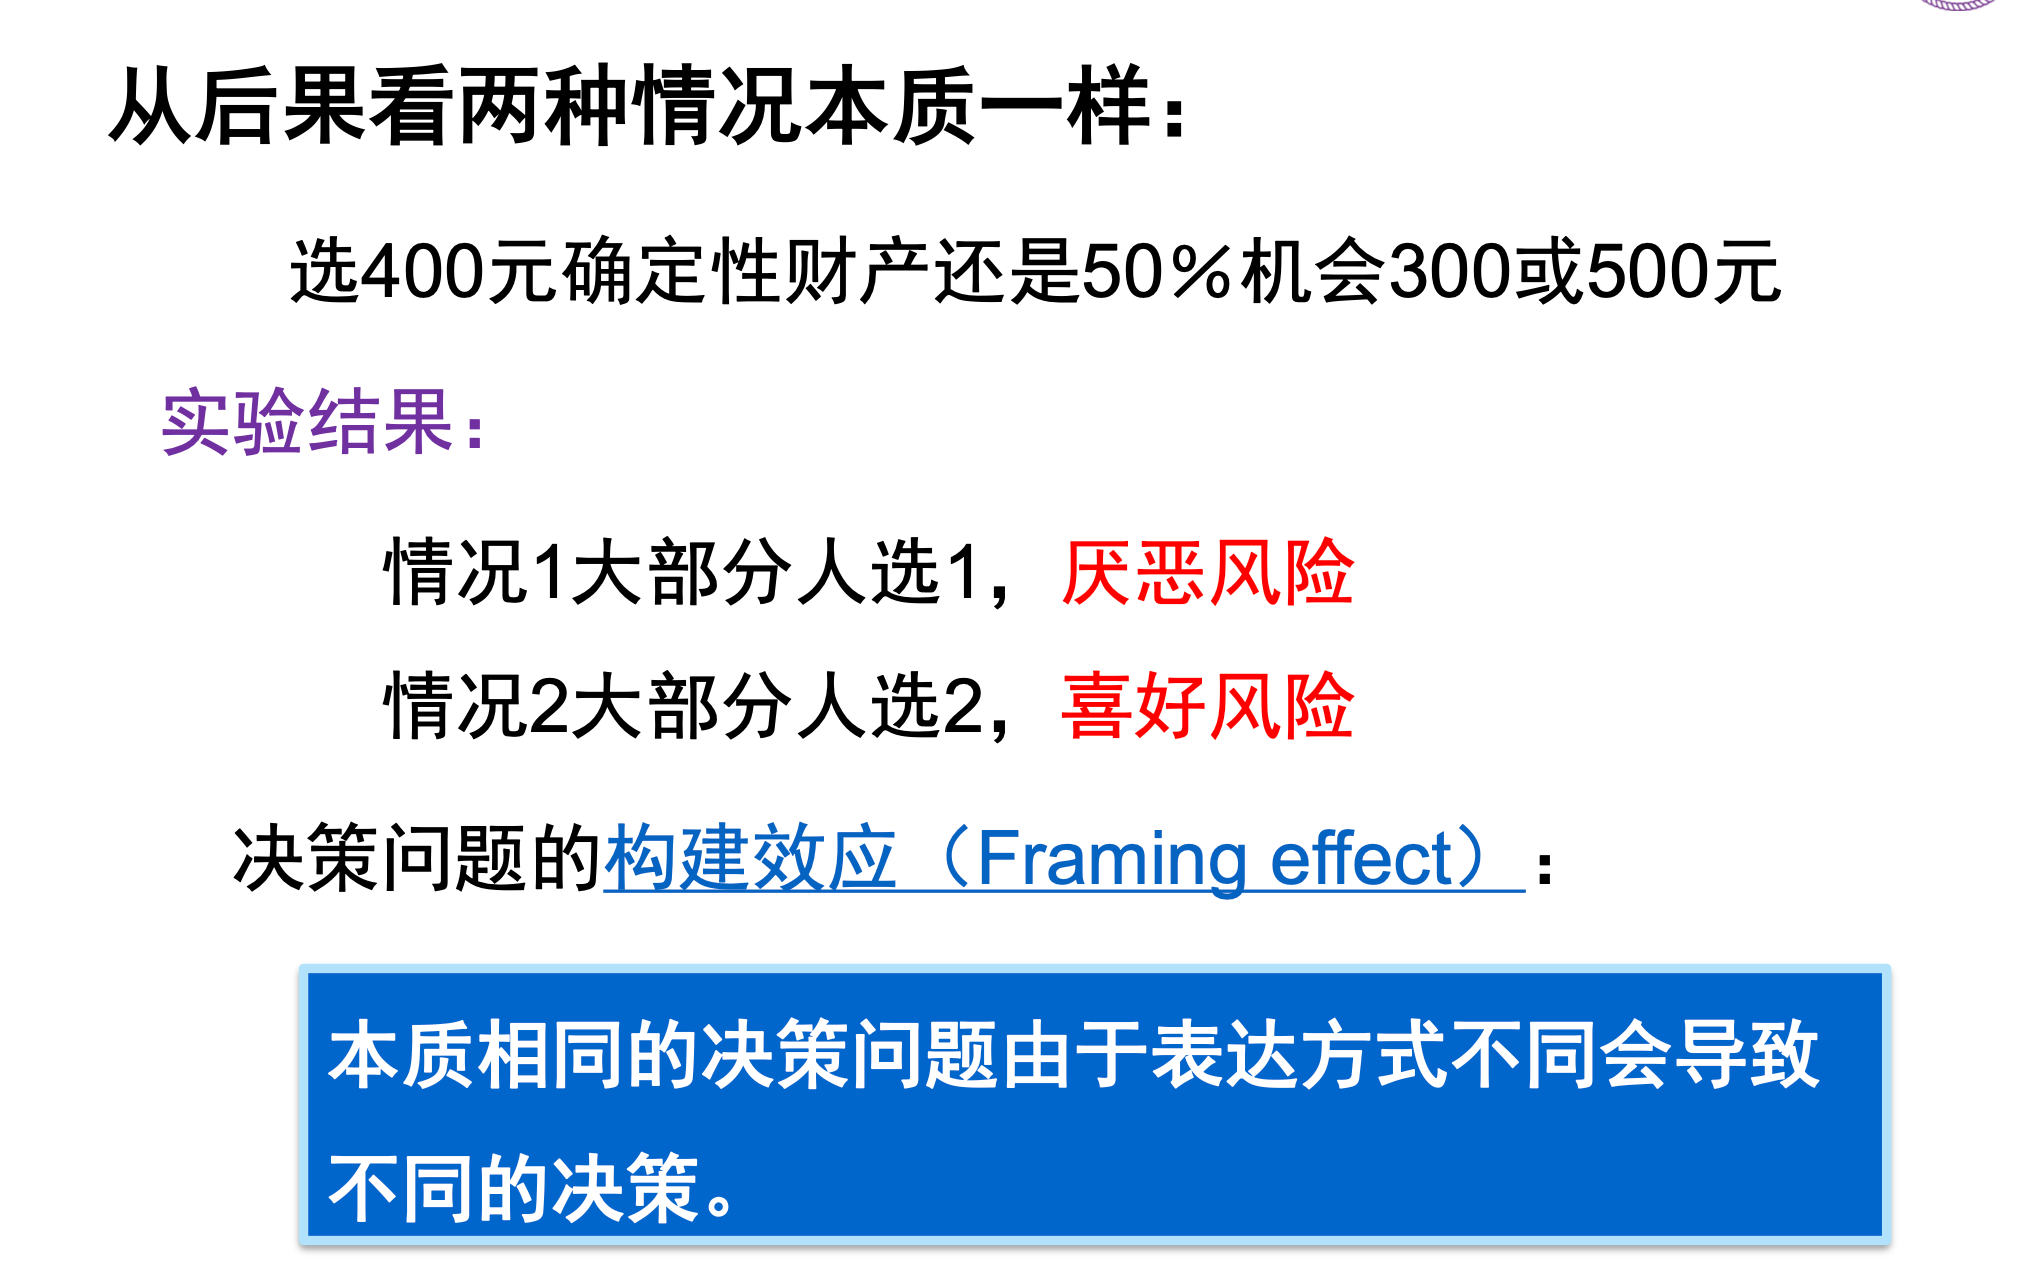 从后果看两种情况本质一样：
选400元确定性财产还是50％机会300或500元
实验结果：
情况1大部分人选1，厌恶风险
情况2大部分人选2，喜好风险
决策问题的构建效应（Framing effect）：
本质相同的决策问题由于表达方式不同会导致
不同的决策。